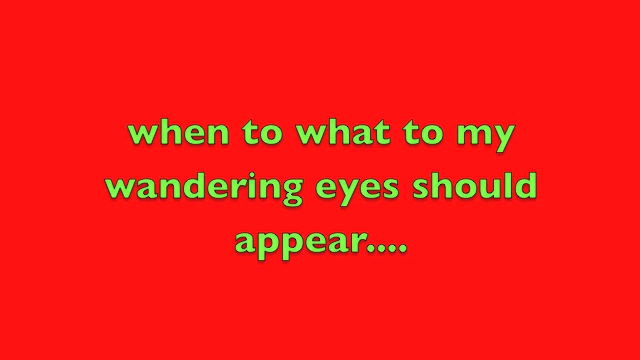 when to what to my
wandering eyes should
appear....